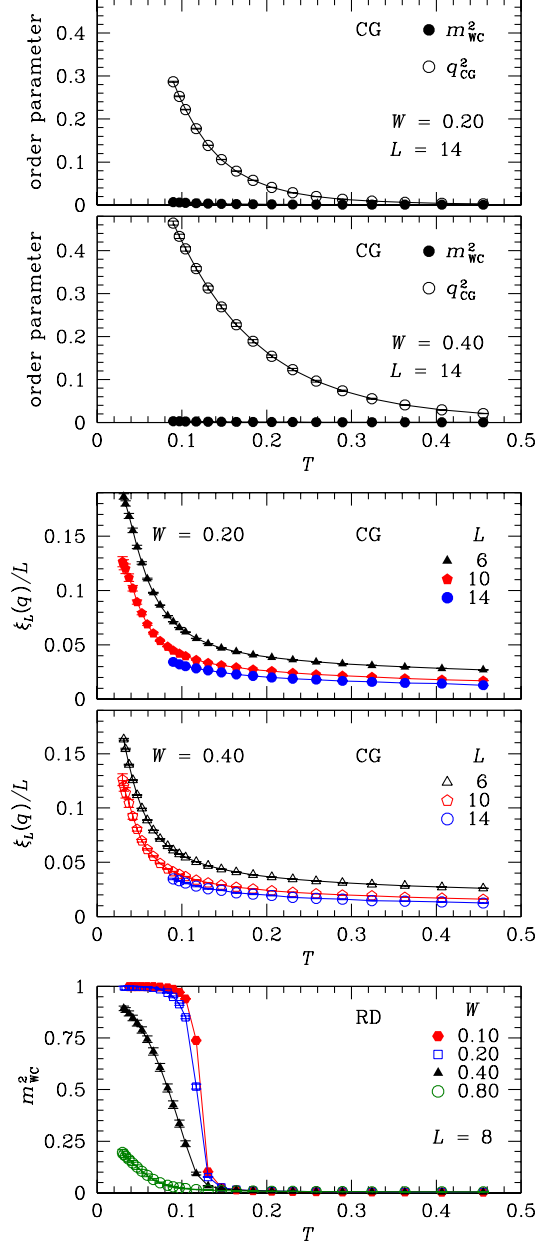 order parameter
0.4
0.3
0.2
0.1
0
CG
m²WC
q²CG
W = 0.20
L = 14
order parameter
0.4
0.3
0.2
0.1
0
CG
m²WC
q²CG
W = 0.40
L = 14
0 0.1 0.2 0.3 0.4 0.5
T
ξL(q)/L
0.15
0.1
0.05
0
W = 0.20 CG L
6
10
14
ξL(q)/L
0.15
0.1
0.05
0
W = 0.40 CG L
6
10
14
0 0.1 0.2 0.3 0.4 0.5
T
m²WC
1
0.75
0.5
0.25
0
RD W
0.10
0.20
0.40
0.80
L = 8
0 0.1 0.2 0.3 0.4 0.5
T